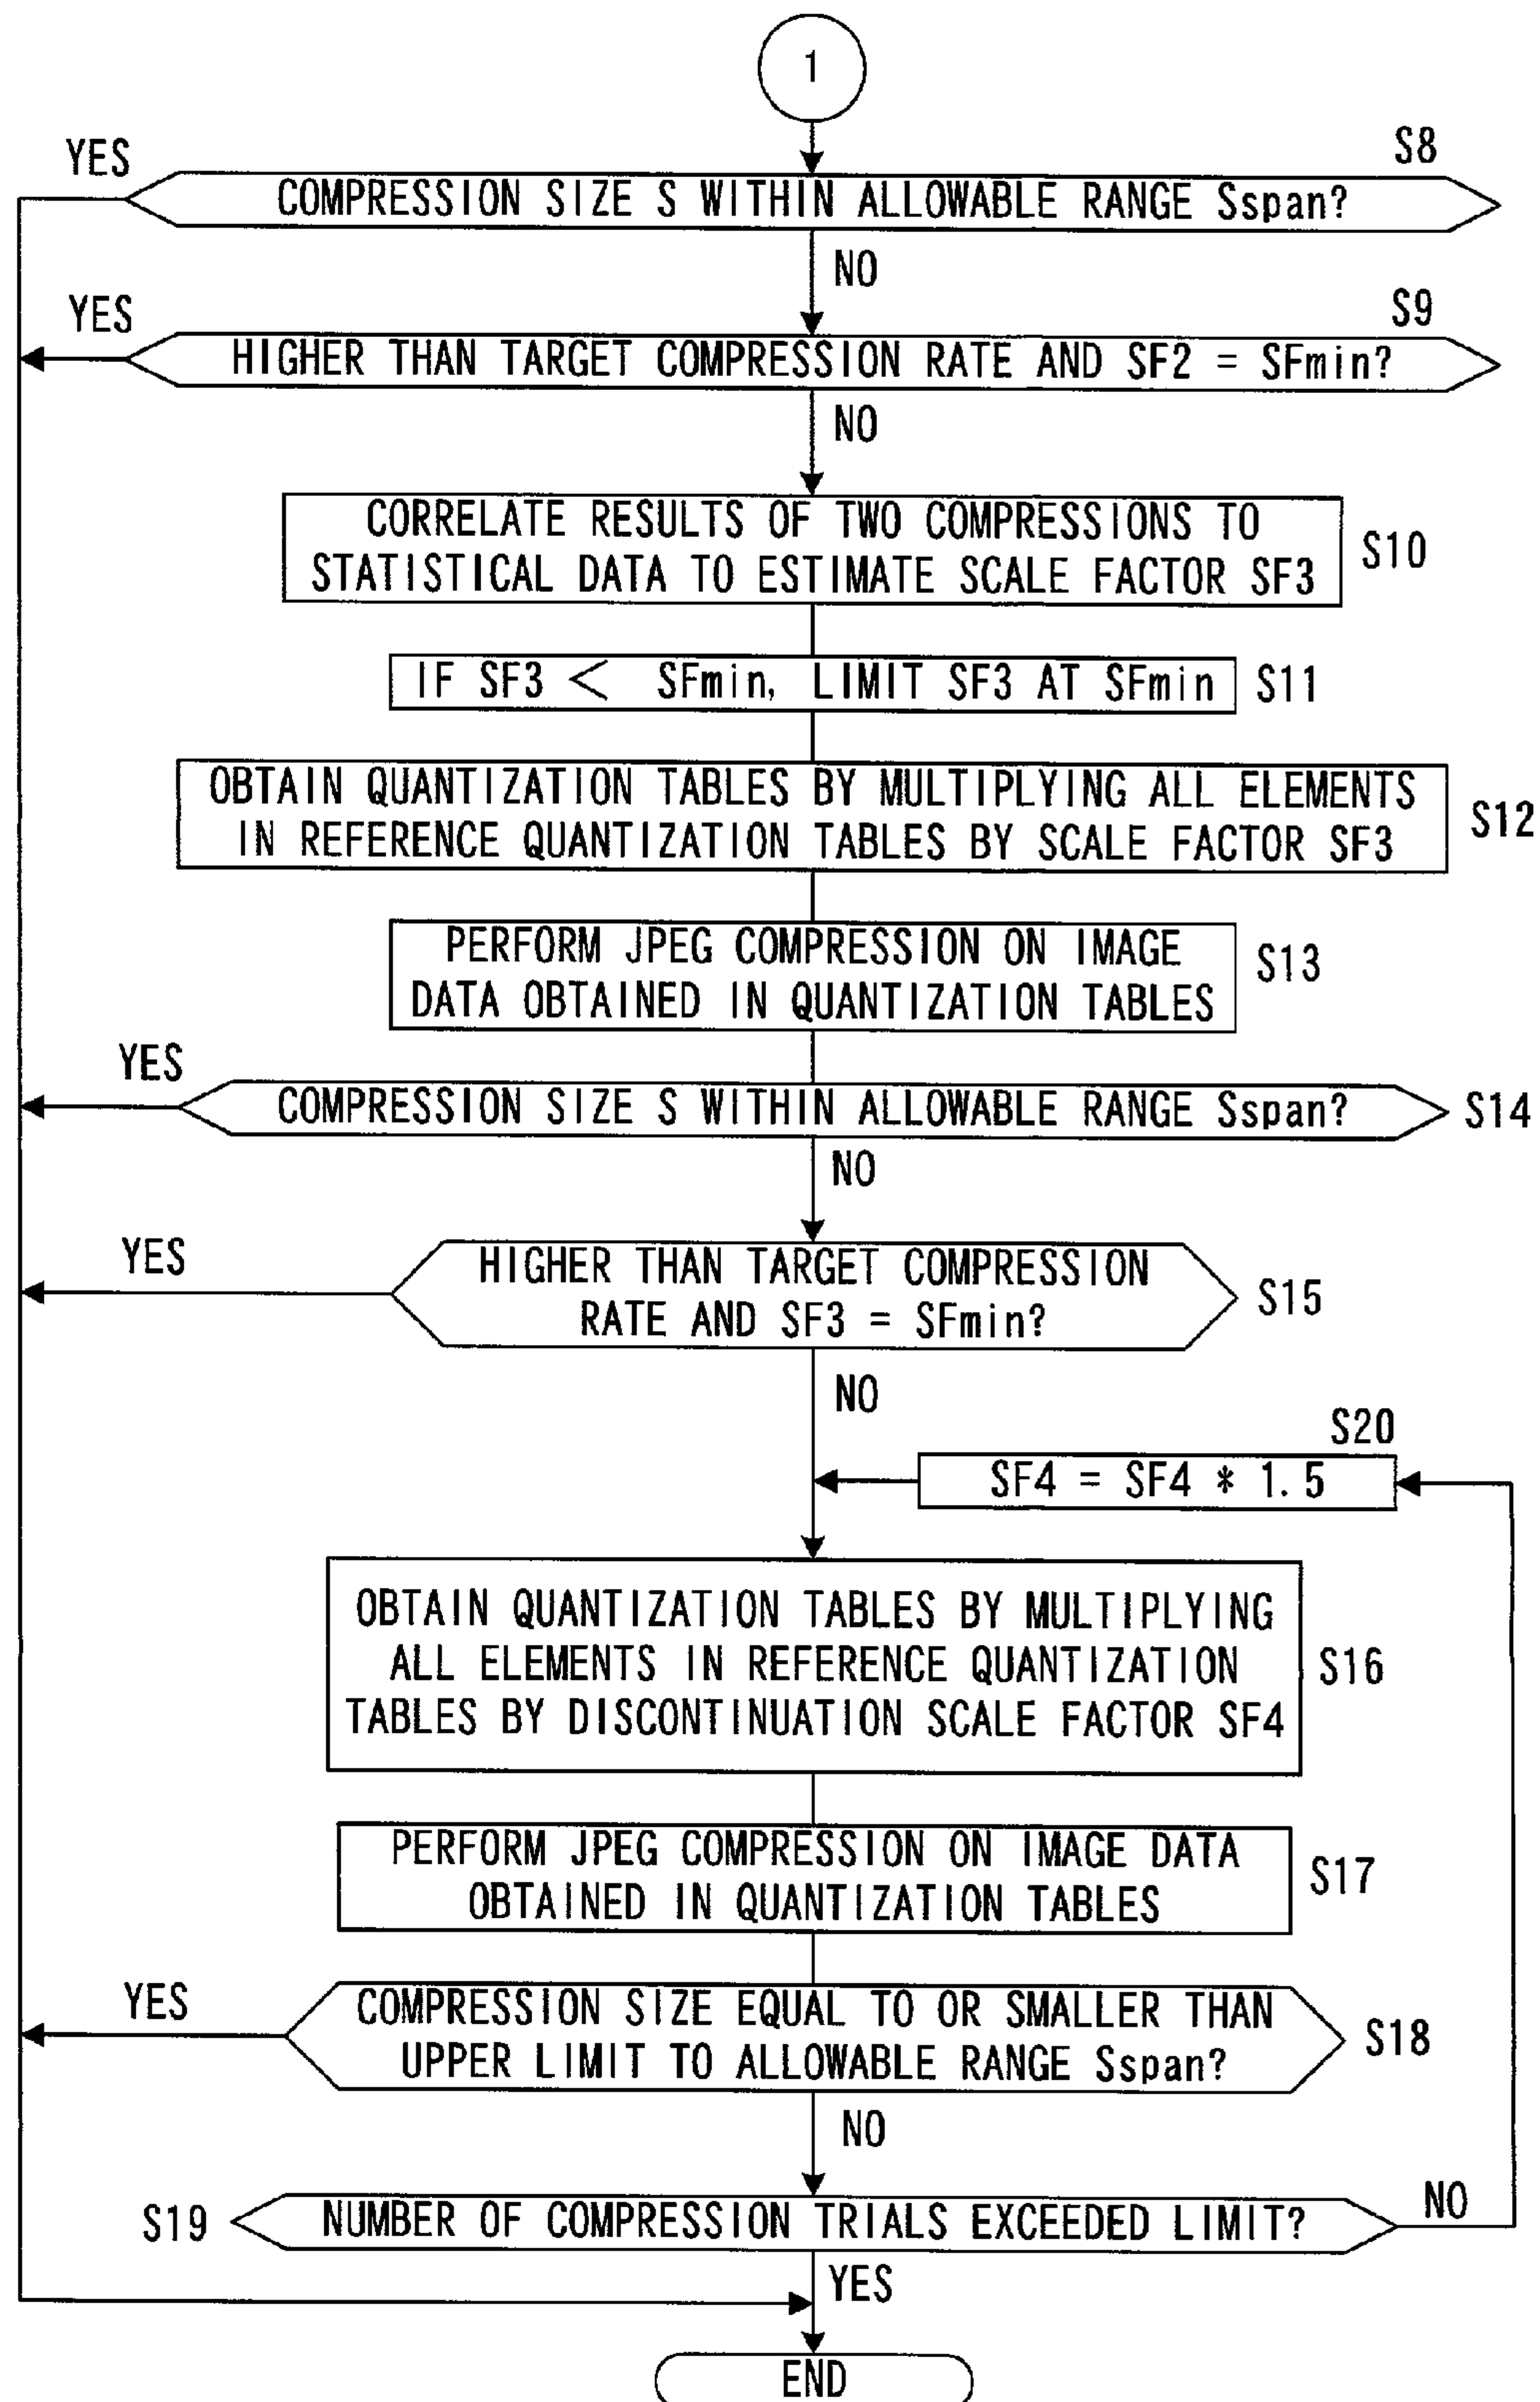 1
YES
S8
COMPRESSION SIZE S WITHIN ALLOWABLE RANGE Sspan?
NO
YES
S9
HIGHER THAN TARGET COMPRESSION RATE AND SF2 = SFmin?
NO
CORRELATE RESULTS OF TWO COMPRESSIONS TO
STATISTICAL DATA TO ESTIMATE SCALE FACTOR SF3
S10
IF SF3 < SFmin, LIMIT SF3 AT SFmin
S11
OBTAIN QUANTIZATION TABLES BY MULTIPLYING ALL ELEMENTS
IN REFERENCE QUANTIZATION TABLES BY SCALE FACTOR SF3
S12
PERFORM JPEG COMPRESSION ON IMAGE
DATA OBTAINED IN QUANTIZATION TABLES
S13
YES
COMPRESSION SIZE S WITHIN ALLOWABLE RANGE Sspan?
S14
NO
YES
HIGHER THAN TARGET COMPRESSION
RATE AND SF3 = SFmin?
S15
NO
S20
SF4 = SF4 * 1.5
OBTAIN QUANTIZATION TABLES BY MULTIPLYING
ALL ELEMENTS IN REFERENCE QUANTIZATION
TABLES BY DISCONTINUATION SCALE FACTOR SF4
S16
PERFORM JPEG COMPRESSION ON IMAGE DATA
OBTAINED IN QUANTIZATION TABLES
S17
YES
COMPRESSION SIZE EQUAL TO OR SMALLER THAN
UPPER LIMIT TO ALLOWABLE RANGE Sspan?
S18
NO
S19
NUMBER OF COMPRESSION TRIALS EXCEEDED LIMIT?
NO
YES
END